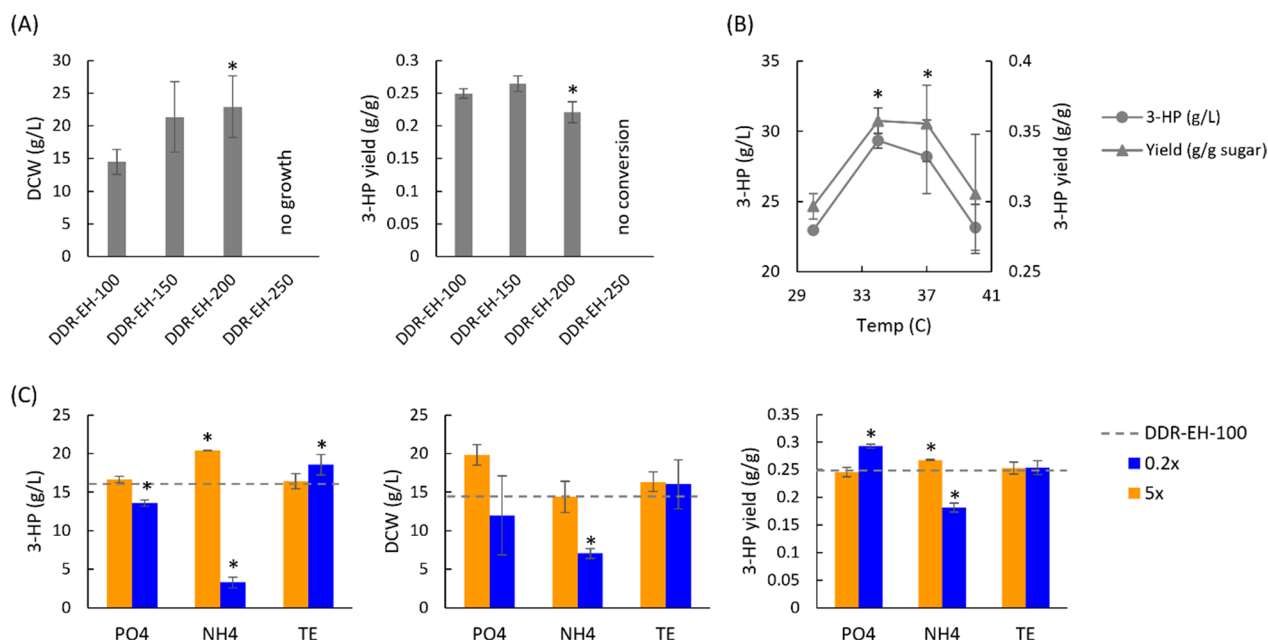 (A)
DCW (g/L)
30
25
20
15
10
5
0
*
no growth
DDR-EH-100
DDR-EH-150
DDR-EH-200
DDR-EH-250
3-HP yield (g/g)
0.3
0.25
0.2
0.15
0.1
0.05
0
*
no conversion
DDR-EH-100
DDR-EH-150
DDR-EH-200
DDR-EH-250
(B)
3-HP (g/L)
35
30
25
20
* *
0.4
0.35
0.3
0.25
3-HP yield (g/g)
29 33 37 41
Temp (C)
3-HP (g/L)
Yield (g/g sugar)
(C)
3-HP (g/L)
25
20
15
10
5
0
* * * *
PO4 NH4 TE
DCW (g/L)
25
20
15
10
5
0
*
PO4 NH4 TE
3-HP yield (g/g)
0.35
0.3
0.25
0.2
0.15
0.1
0.05
0
* * *
PO4 NH4 TE
DDR-EH-100
0.2x
5x